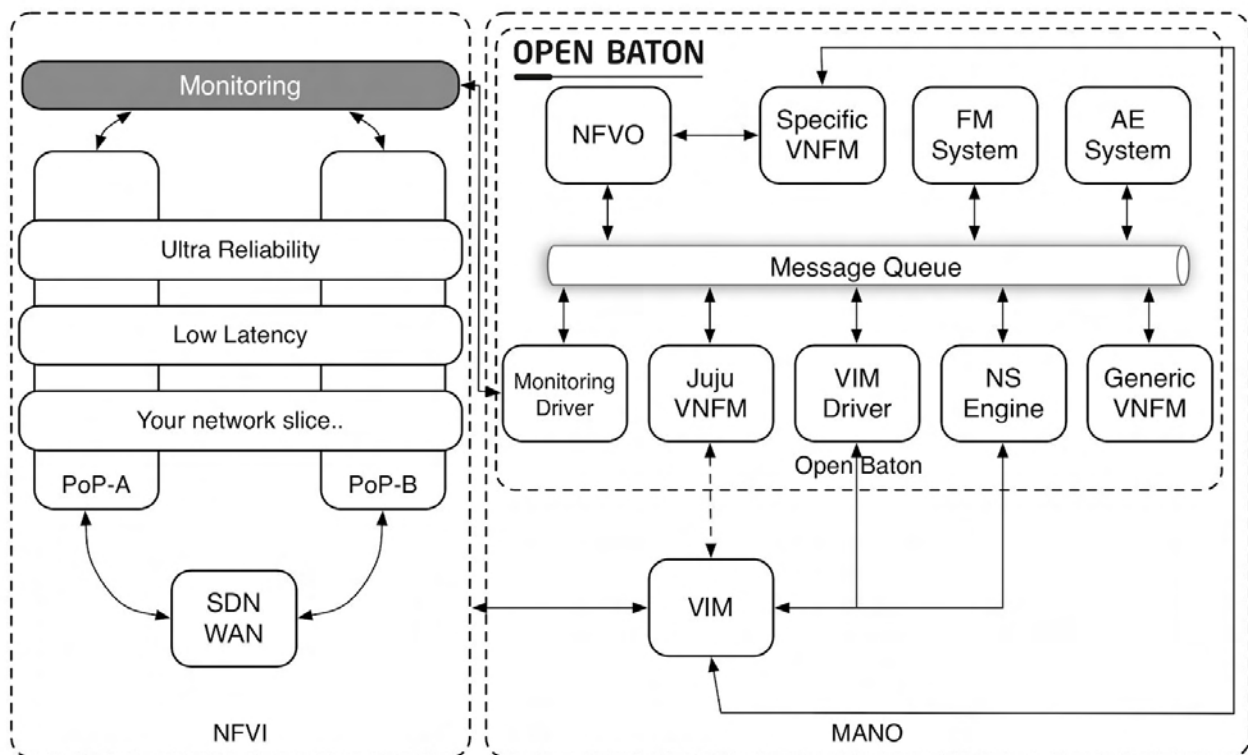 Monitoring
Ultra Reliability
Low Latency
Your network slice..
PoP-A
PoP-B
SDN
WAN
NFVI
OPEN BATON
NFVO
Specific
VNFM
FM
System
AE
System
Message Queue
Monitoring
Driver
Juju
VNFM
VIM
Driver
NS
Engine
Generic
VNFM
Open Baton
VIM
MANO